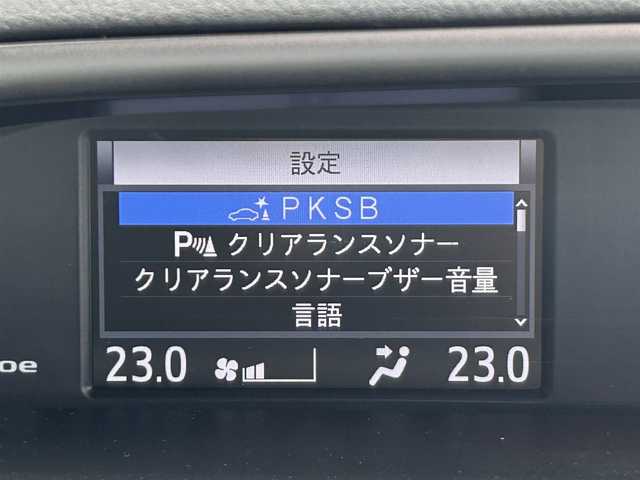 設定
PKSB
P クリアランスソナー
クリアランスソナーブザー音量
言語
oe
23.0 23.0